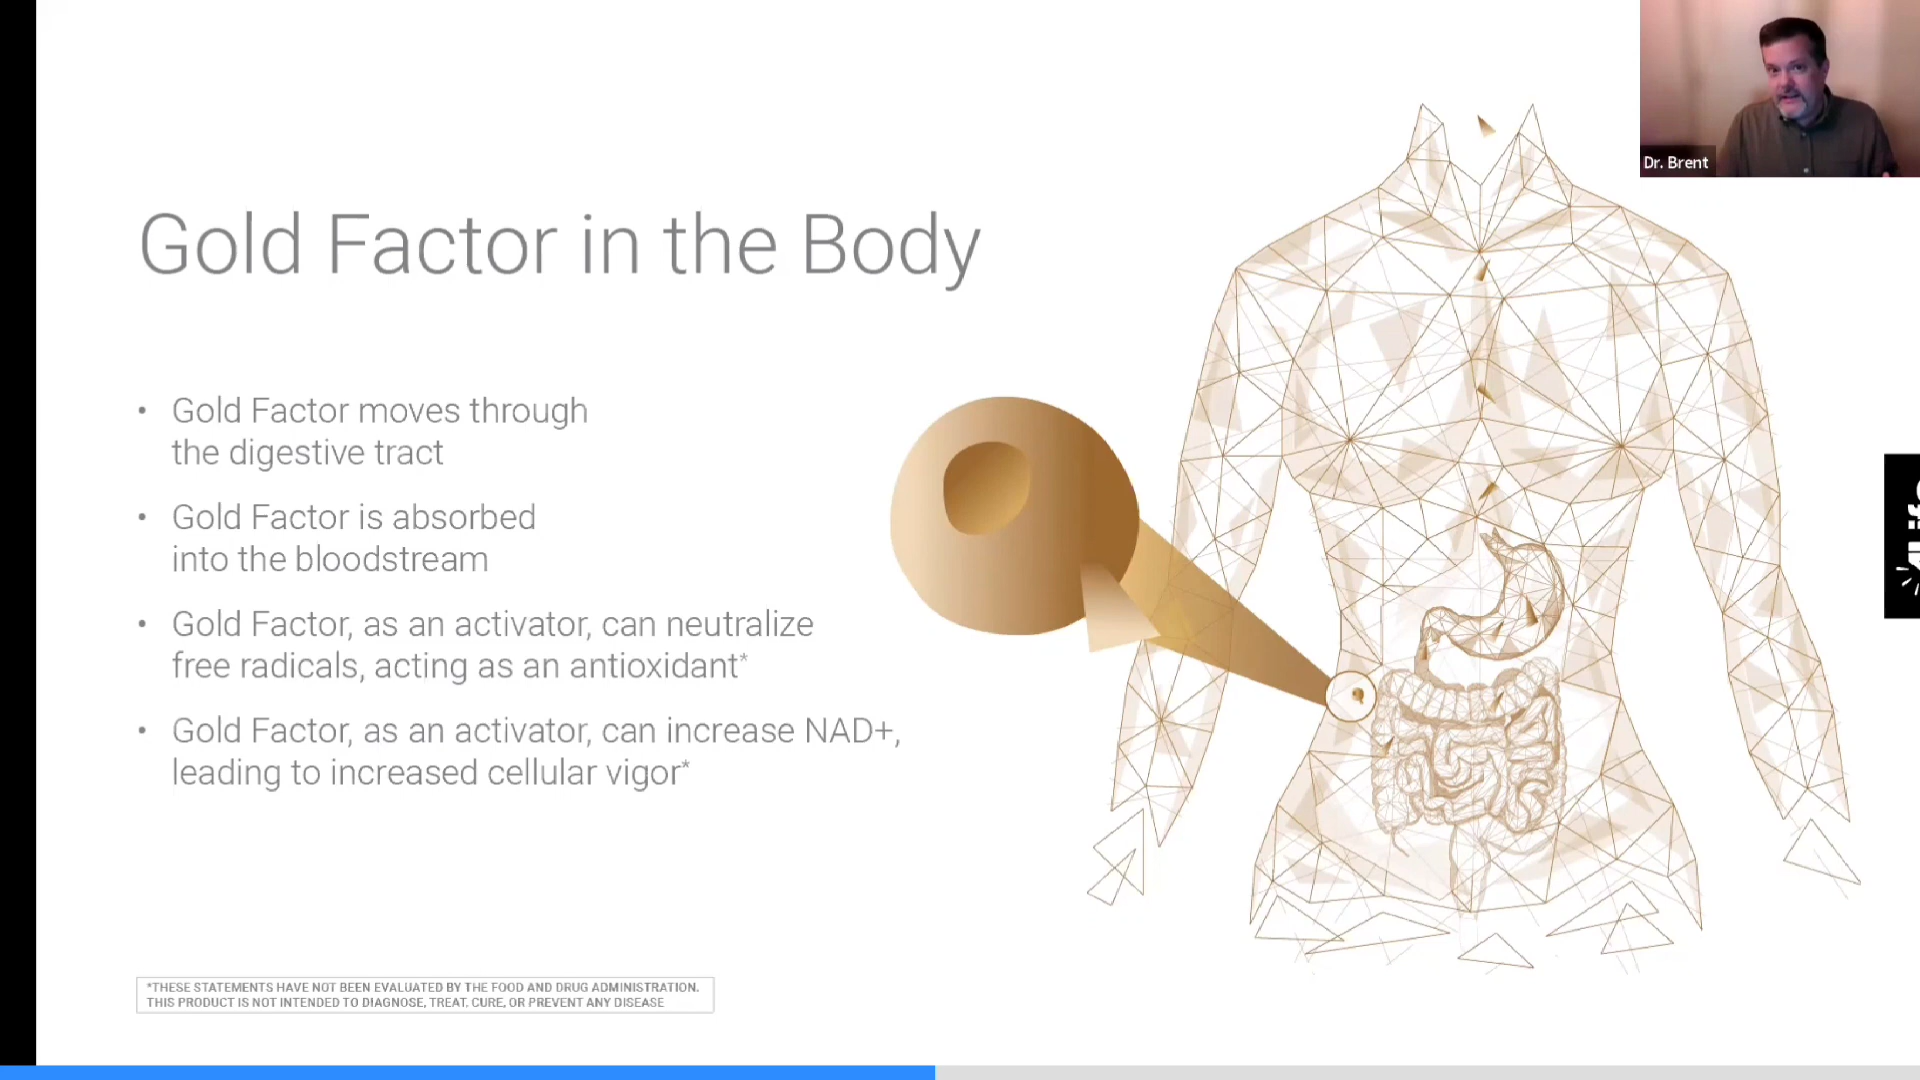 Dr. Brent
Gold Factor in the Body
• Gold Factor moves through
the digestive tract
• Gold Factor is absorbed
into the bloodstream
• Gold Factor, as an activator, can neutralize
free radicals, acting as an antioxidant*
• Gold Factor, as an activator, can increase NAD+,
leading to increased cellular vigor*
*THESE STATEMENTS HAVE NOT BEEN EVALUATED BY THE FOOD AND DRUG ADMINISTRATION.
THIS PRODUCT IS NOT INTENDED TO DIAGNOSE, TREAT, CURE, OR PREVENT ANY DISEASE